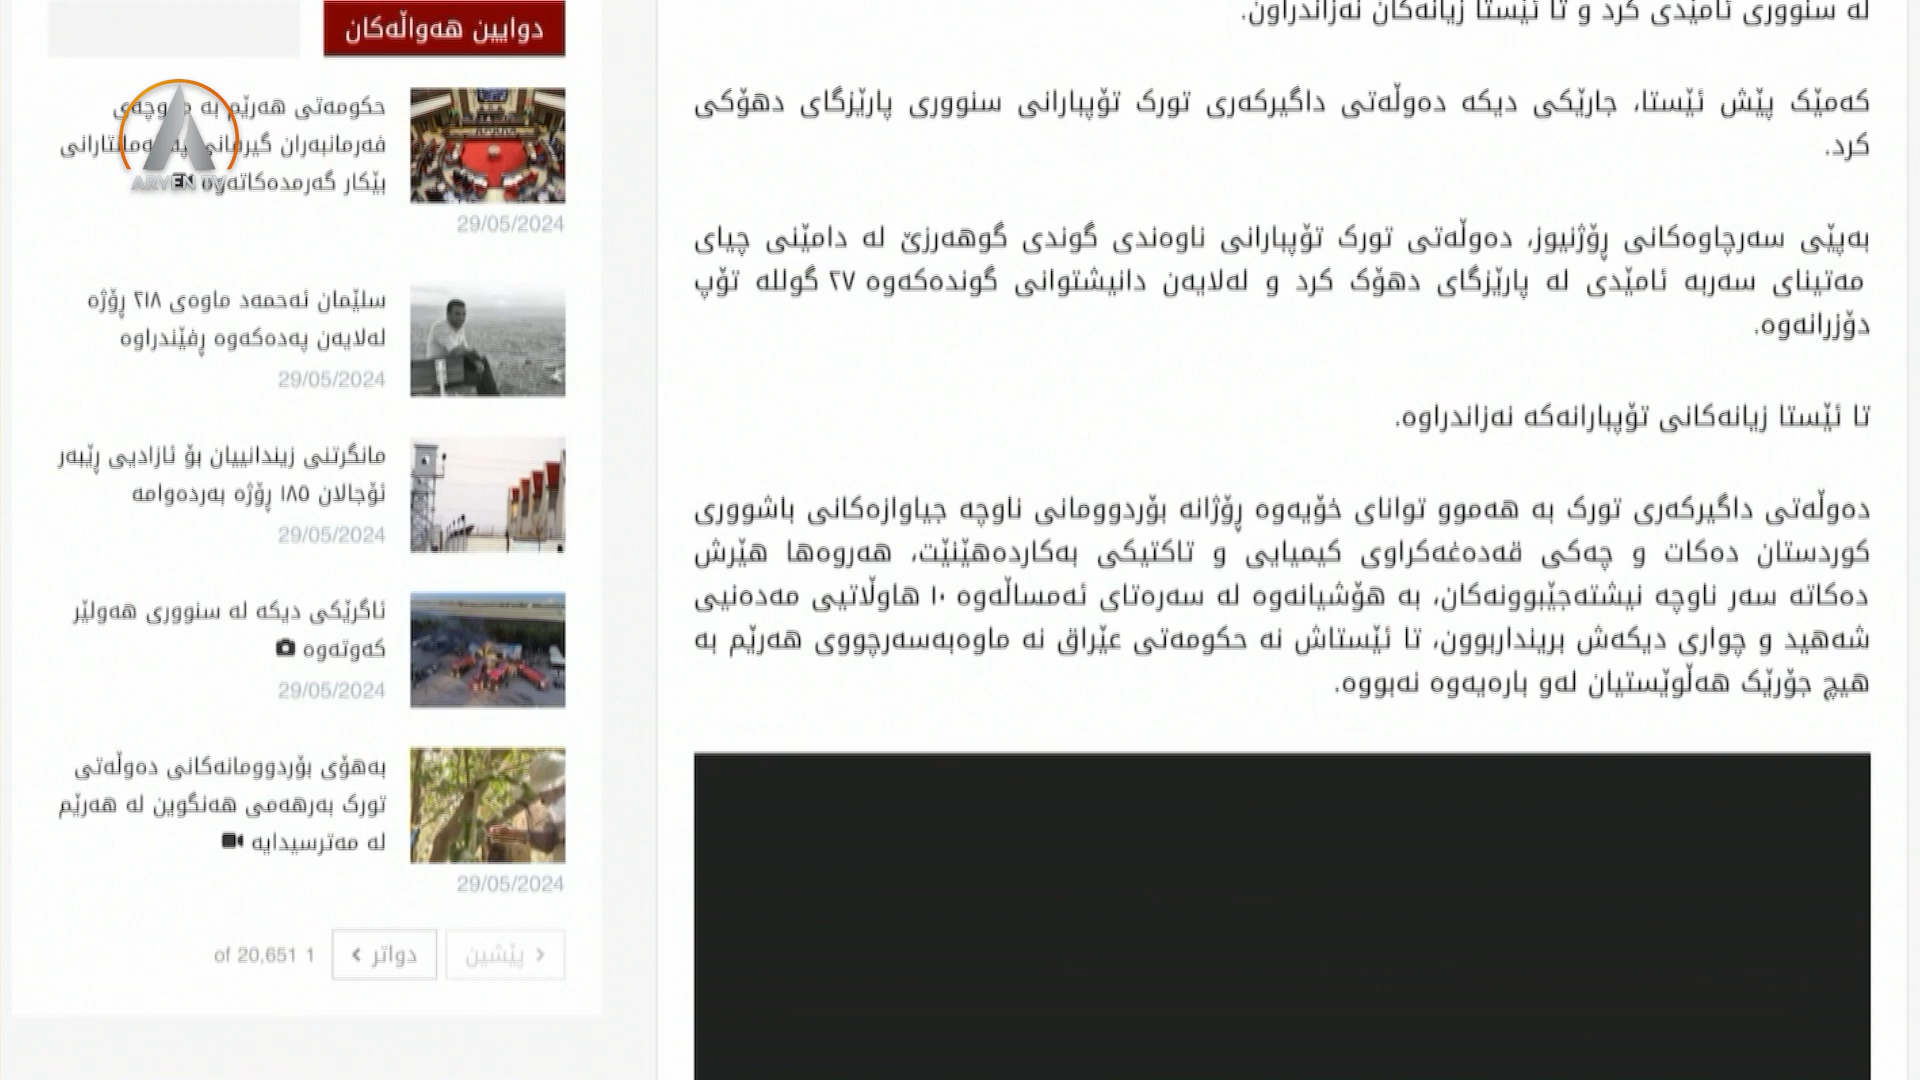 لە سنووری ئامێدی کرد و تا ئێستا زیانەکان نەزاندراون.
کەمێک پێش ئێستا، جارێکی دیکە دەوڵەتی داگیرکەری تورک تۆپبارانی سنووری پارێزگای دهۆکی
کرد.
بەپێی سەرچاوەکانی ڕۆژنیوز، دەوڵەتی تورک تۆپبارانی ناوەندی گوندی گوهەرزێ لە دامێنی چیای
مەتینای سەربە ئامێدی لە پارێزگای دهۆک کرد و لەلایەن دانیشتوانی گوندەکەوە ٢٧ گوللە تۆپ
دۆزرانەوە.
تا ئێستا زیانەکانی تۆپبارانەکە نەزاندراوە.
دەوڵەتی داگیرکەری تورک بە هەموو توانای خۆیەوە ڕۆژانە بۆردوومانی ناوچە جیاوازەکانی باشووری
کوردستان دەکات و چەکی قەدەغەکراوی کیمیایی و تاکتیکی بەکاردەهێنێت، هەروەها هێرش
دەکاتە سەر ناوچە نیشتەجێبوونەکان، بە هۆشیانەوە لە سەرەتای ئەمساڵەوە ١٠ هاوڵاتیی مەدەنیی
شەهید و چواری دیکەش برینداربوون، تا ئێستاش نە حکومەتی عێراق نە ماوەبەسەرچووی هەرێم بە
هیچ جۆرێک هەڵوێستیان لەو بارەیەوە نەبووە.
دوایین هەواڵەکان
حکومەتی هەرێم بە
فەرمانبەران
بێکار گەرمدەکاتەوە
29/05/2024
سلێمان ئەحمەد ماوەی ٢١٨ ڕۆژە
لەلایەن پەدەکەوە ڕفێندراوە
29/05/2024
مانگرتنی زیندانییان بۆ ئازادیی ڕێبەر
ئۆجالان ١٨٥ ڕۆژە بەردەوامە
29/05/2024
ئاگرێکی دیکە لە سنووری هەولێر
کەوتەوە
29/05/2024
بەهۆی بۆردوومانەکانی دەوڵەتی
تورک بەرهەمی هەنگوین لە هەرێم
لە مەترسیدایە
29/05/2024
پێشین دواتر 1 of 20,651
ARYEN TV